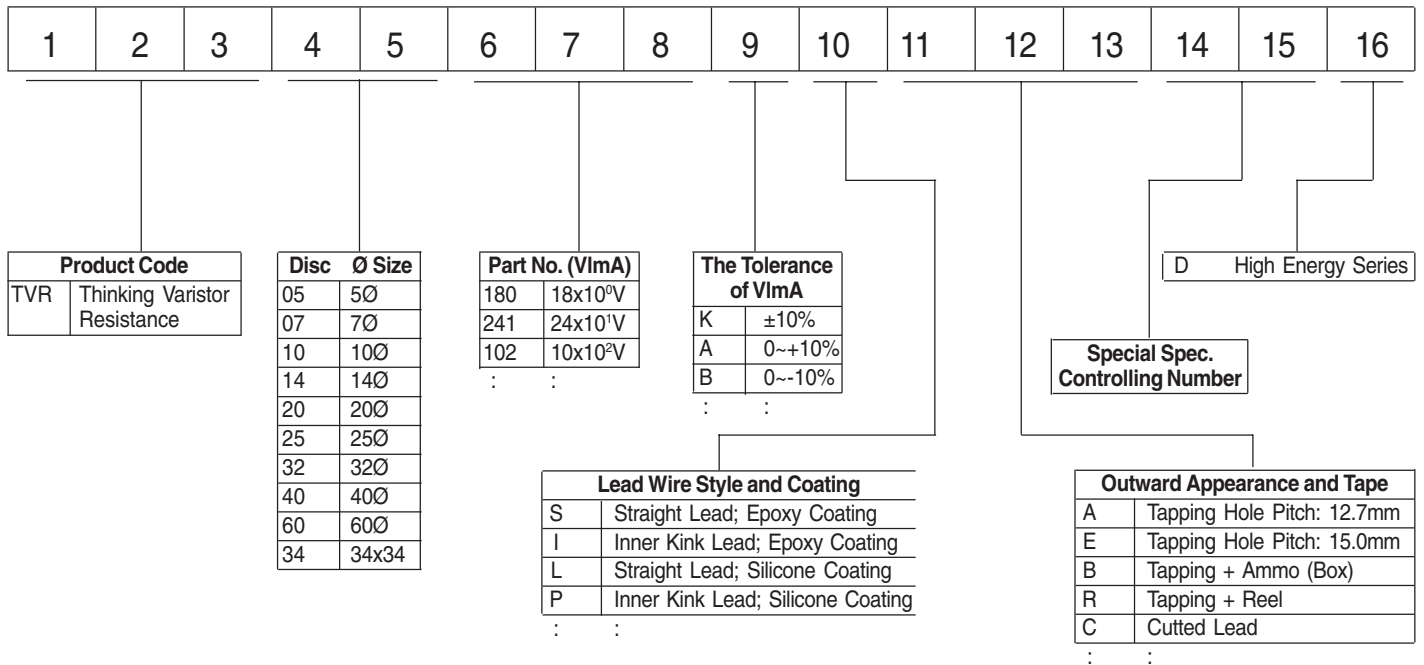 1 2 3 4 5 6 7 8 9 10 11 12 13 14 15 16
Product Code
TVR Thinking Varistor
Resistance
Disc Ø Size
05 5Ø
07 7Ø
10 10Ø
14 14Ø
20 20Ø
25 25Ø
32 32Ø
40 40Ø
60 60Ø
34 34x34
Part No. (VlmA)
180 18x10⁰V
241 24x10¹V
102 10x10²V
: :
The Tolerance
of VlmA
K ±10%
A 0~+10%
B 0~-10%
: :
D High Energy Series
Special Spec.
Controlling Number
Lead Wire Style and Coating
S Straight Lead; Epoxy Coating
I Inner Kink Lead; Epoxy Coating
L Straight Lead; Silicone Coating
P Inner Kink Lead; Silicone Coating
: :
Outward Appearance and Tape
A Tapping Hole Pitch: 12.7mm
E Tapping Hole Pitch: 15.0mm
B Tapping + Ammo (Box)
R Tapping + Reel
C Cutted Lead
: :